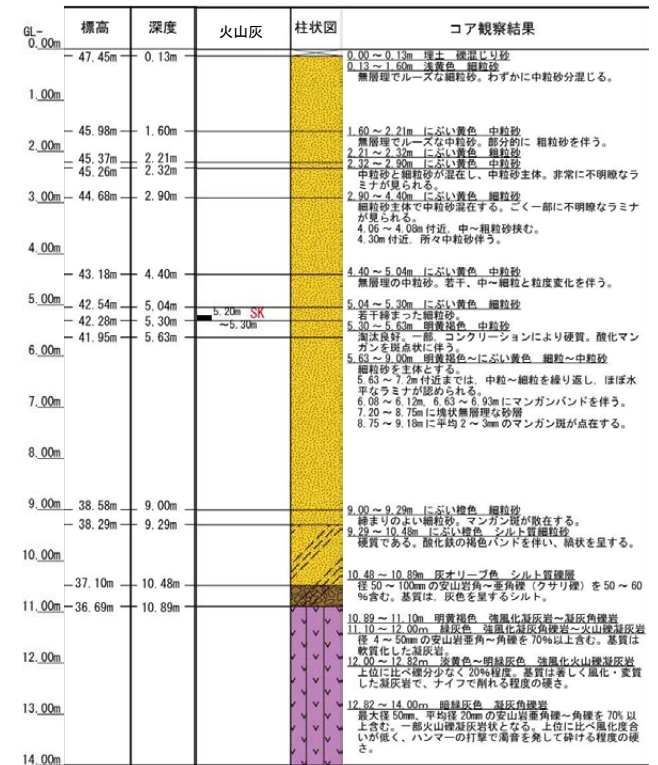 GL-
標高 深度 火山灰 柱状図 コア観察結果
0.00m
47.45m 0.13m
0.00～0.13m 埋土 礫混じり砂
0.13～1.60m 浅黄色 細粒砂
無層理でルーズな細粒砂。わずかに中粒砂分混じる。
1.00m
45.98m 1.60m
1.60～2.21m にぶい黄色 中粒砂
無層理でルーズな中粒砂。部分的に 粗粒砂を伴う。
2.00m
45.37m 2.21m
2.21～2.32m にぶい黄色 粗粒砂
45.26m 2.32m
2.32～2.90m にぶい黄色 中粒砂
中粒砂と細粒砂が混在し、中粒砂主体。非常に不明瞭なラ
ミナが見られる。
44.68m 2.90m
2.90～4.40m にぶい黄色 細粒砂
細粒砂主体で中粒砂混在する。ごく一部に不明瞭なラミナ
が見られる。
4.06～4.08m付近、中～粗粒砂挟む。
4.30m付近、所々中粒砂伴う。
3.00m
4.00m
43.18m 4.40m
4.40～5.04m にぶい黄色 中粒砂
無層理の中粒砂。若干、中～細粒と粒度変化を伴う。
5.00m
42.54m 5.04m
5.04～5.30m にぶい黄色 細粒砂
若干締まった細粒砂。
5.20m SK
～5.30m
42.28m 5.30m
5.30～5.63m 明黄褐色 中粒砂
淘汰良好。一部、コンクリーションにより硬質。酸化マン
ガンを斑点状に伴う。
41.95m 5.63m
5.63～9.00m 明黄褐色～にぶい黄色 細粒～中粒砂
細粒砂を主体とする。
5.63～7.2m付近までは、中粒～細粒を繰り返し、ほぼ水
平なラミナが認められる。
6.08～6.12m, 6.63～6.93mにマンガンバンドを伴う。
7.20～8.75mに塊状無層理な砂層
8.75～9.18mに平均2～3mmのマンガン斑が点在する。
6.00m
7.00m
8.00m
9.00m
38.58m 9.00m
9.00～9.29m にぶい橙色 細粒砂
締まりのよい細粒砂。マンガン斑が散在する。
38.29m 9.29m
9.29～10.48m にぶい橙色 シルト質細粒砂
硬質である。酸化鉄の褐色バンドを伴い、縞状を呈する。
10.00m
37.10m 10.48m
10.48～10.89m 灰オリーブ色 シルト質礫層
径50～100mmの安山岩角～亜角礫（クサリ礫）を50～60
%含む。基質は、灰色を呈するシルト。
11.00m
36.69m 10.89m
10.89～11.10m 明黄褐色 強風化凝灰岩～凝灰角礫岩
11.10～12.00m 緑灰色 強風化凝灰角礫岩～火山礫凝灰岩
径 4～50mmの安山岩亜角～角礫を70%以上含む。基質は
軟質化した凝灰岩。
12.00m
12.00～12.82m 淡黄色～明緑灰色 強風化火山礫凝灰岩
上位に比べ礫分少なく20%程度。基質は著しく風化・変質
した凝灰岩で、ナイフで削れる程度の硬さ。
13.00m
12.82～14.00m 暗緑灰色 凝灰角礫岩
最大径50mm、平均径20mmの安山岩亜角礫～角礫を70%以
上含む。一部火山礫凝灰岩状となる。上位に比べ風化度合
いが低く、ハンマーの打撃で濁音を発して砕ける程度の硬
さ。
14.00m